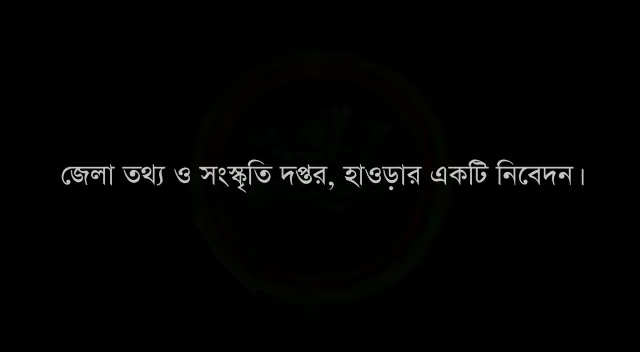 জেলা তথ্য ও সংস্কৃতি দপ্তর, হাওড়ার একটি নিবেদন।